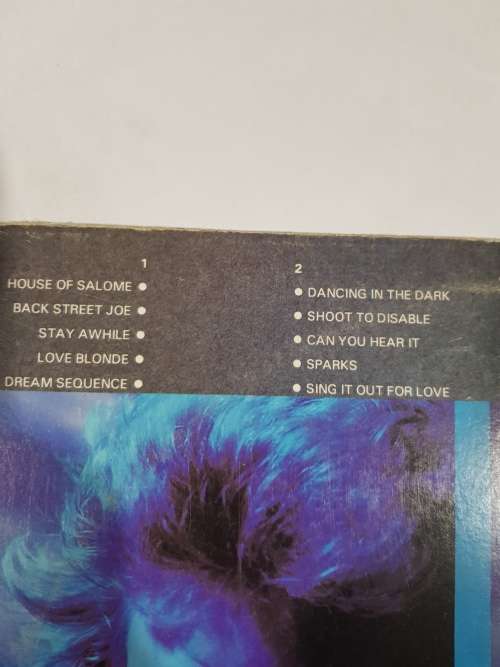 1
HOUSE OF SALOME
BACK STREET JOE
STAY AWHILE
LOVE BLONDE
DREAM SEQUENCE
2
DANCING IN THE DARK
SHOOT TO DISABLE
CAN YOU HEAR IT
SPARKS
SING IT OUT FOR LOVE